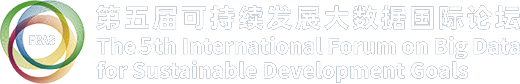 FBAS
第五届可持续发展大数据国际论坛
The 5th International Forum on Big Data
for Sustainable Development Goals